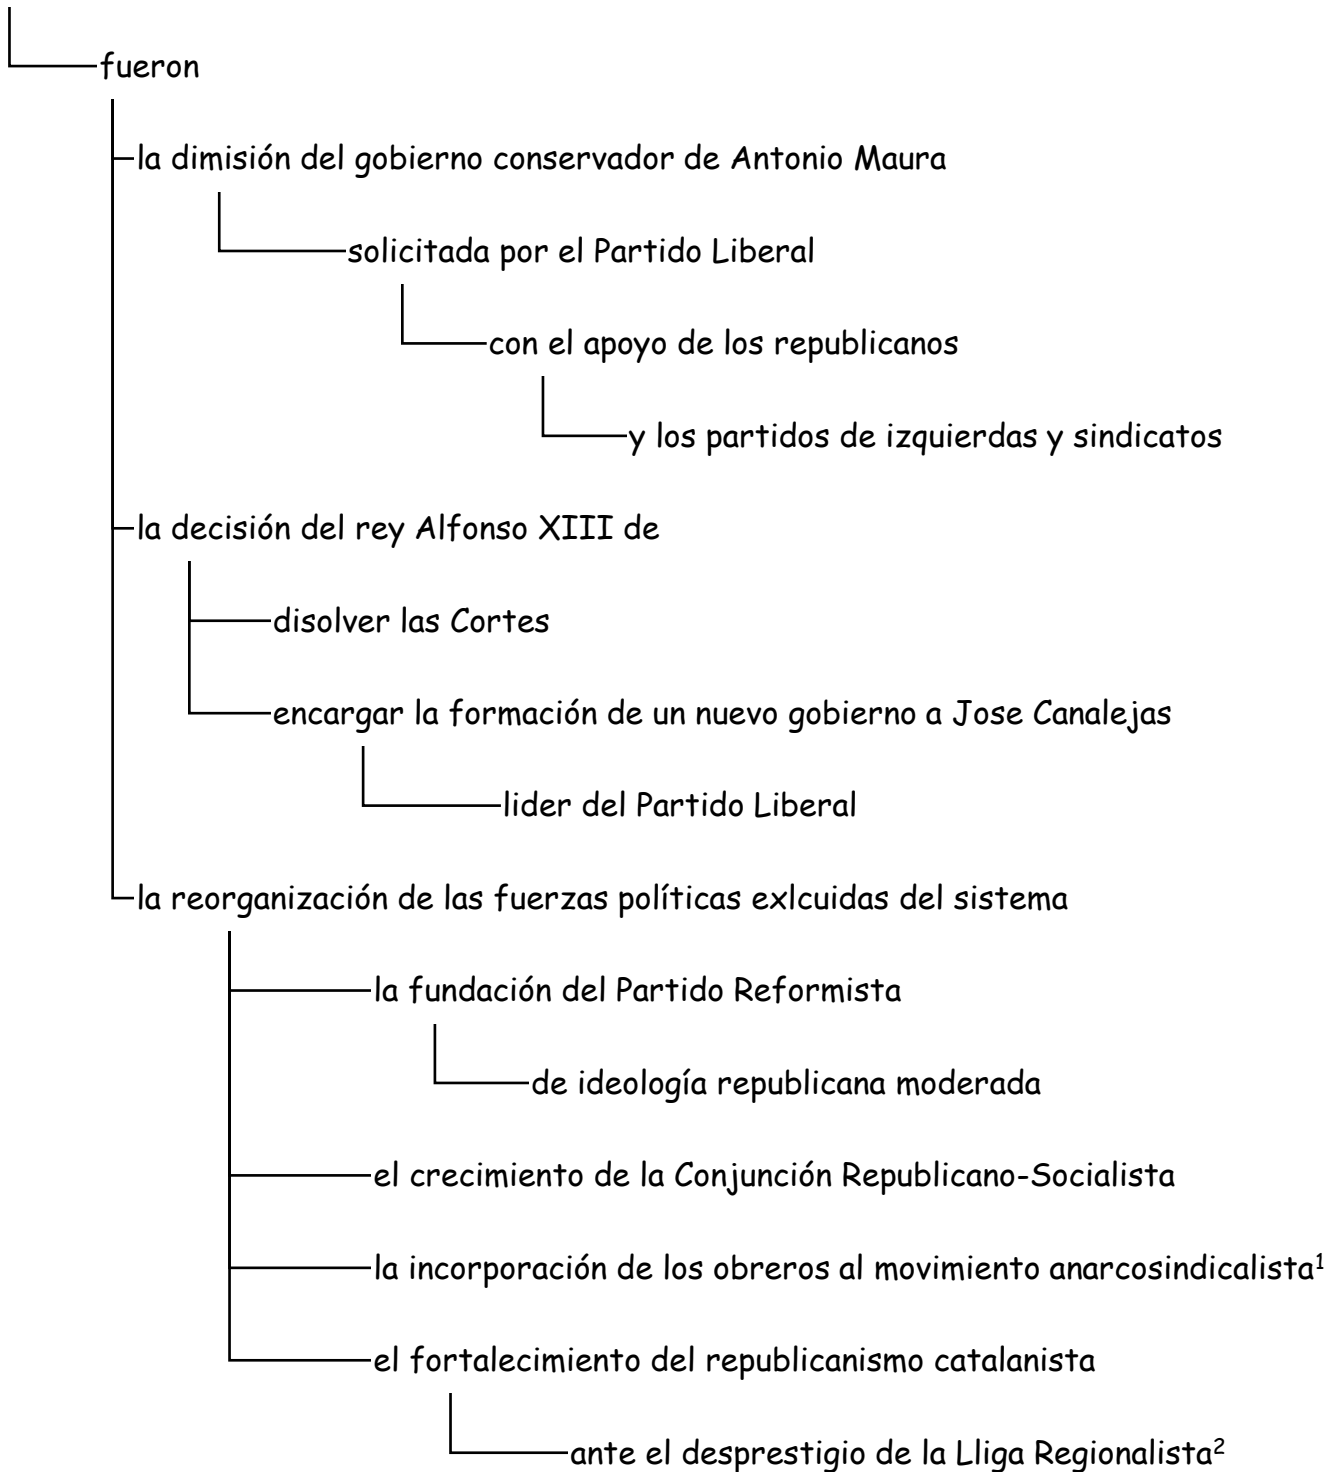 fueron
la dimisión del gobierno conservador de Antonio Maura
solicitada por el Partido Liberal
con el apoyo de los republicanos
y los partidos de izquierdas y sindicatos
la decisión del rey Alfonso XIII de
disolver las Cortes
encargar la formación de un nuevo gobierno a Jose Canalejas
lider del Partido Liberal
la reorganización de las fuerzas políticas exlcuidas del sistema
la fundación del Partido Reformista
de ideología republicana moderada
el crecimiento de la Conjunción Republicano-Socialista
la incorporación de los obreros al movimiento anarcosindicalista¹
el fortalecimiento del republicanismo catalanista
ante el desprestigio de la Lliga Regionalista²